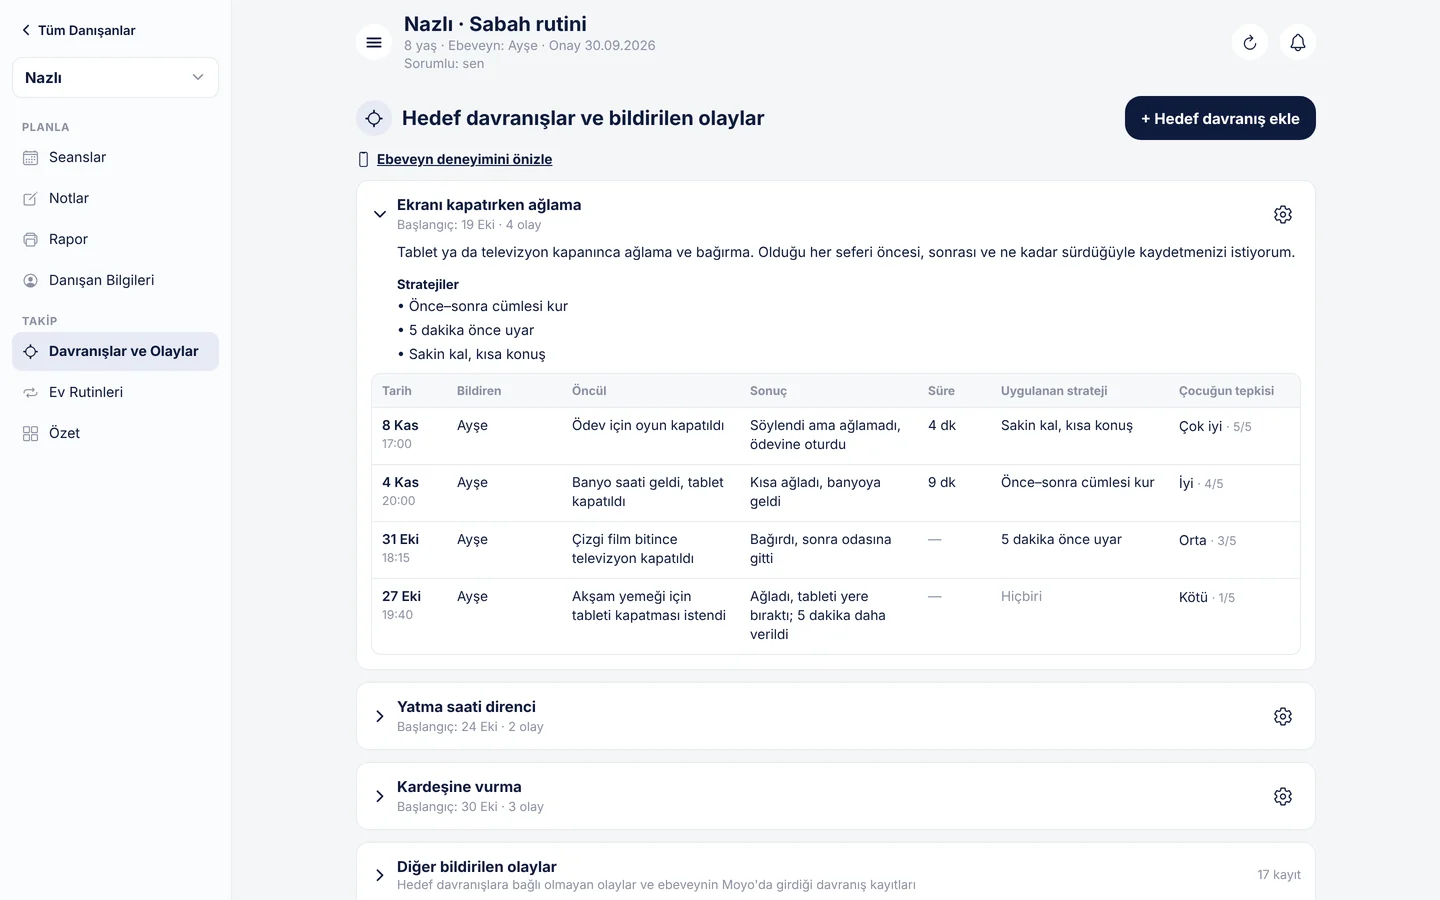 Tüm Danışanlar
Nazlı
PLANLA
Seanslar
Notlar
Rapor
Danışan Bilgileri
TAKİP
Davranışlar ve Olaylar
Ev Rutinleri
Özet
Nazlı · Sabah rutini
8 yaş · Ebeveyn: Ayşe · Onay 30.09.2026
Sorumlu: sen
Hedef davranışlar ve bildirilen olaylar
+ Hedef davranış ekle
Ebeveyn deneyimini önizle
Ekranı kapatırken ağlama
Başlangıç: 19 Eki · 4 olay
Tablet ya da televizyon kapanınca ağlama ve bağırma. Olduğu her seferi öncesi, sonrası ve ne kadar sürdüğüyle kaydetmenizi istiyorum.
Stratejiler
• Önce–sonra cümlesi kur
• 5 dakika önce uyar
• Sakin kal, kısa konuş
Tarih Bildiren Öncül Sonuç Süre Uygulanan strateji Çocuğun tepkisi
8 Kas Ayşe Ödev için oyun kapatıldı Söylendi ama ağlamadı, 4 dk Sakin kal, kısa konuş Çok iyi · 5/5
17:00 ödevine oturdu
4 Kas Ayşe Banyo saati geldi, tablet Kısa ağladı, banyoya 9 dk Önce–sonra cümlesi kur İyi · 4/5
20:00 kapatıldı geldi
31 Eki Ayşe Çizgi film bitince Bağırdı, sonra odasına — 5 dakika önce uyar Orta · 3/5
18:15 televizyon kapatıldı gitti
27 Eki Ayşe Akşam yemeği için Ağladı, tableti yere — Hiçbiri Kötü · 1/5
19:40 tableti kapatması istendi bıraktı; 5 dakika daha
verildi
Yatma saati direnci
Başlangıç: 24 Eki · 2 olay
Kardeşine vurma
Başlangıç: 30 Eki · 3 olay
Diğer bildirilen olaylar
Hedef davranışlara bağlı olmayan olaylar ve ebeveynin Moyo'da girdiği davranış kayıtları
17 kayıt